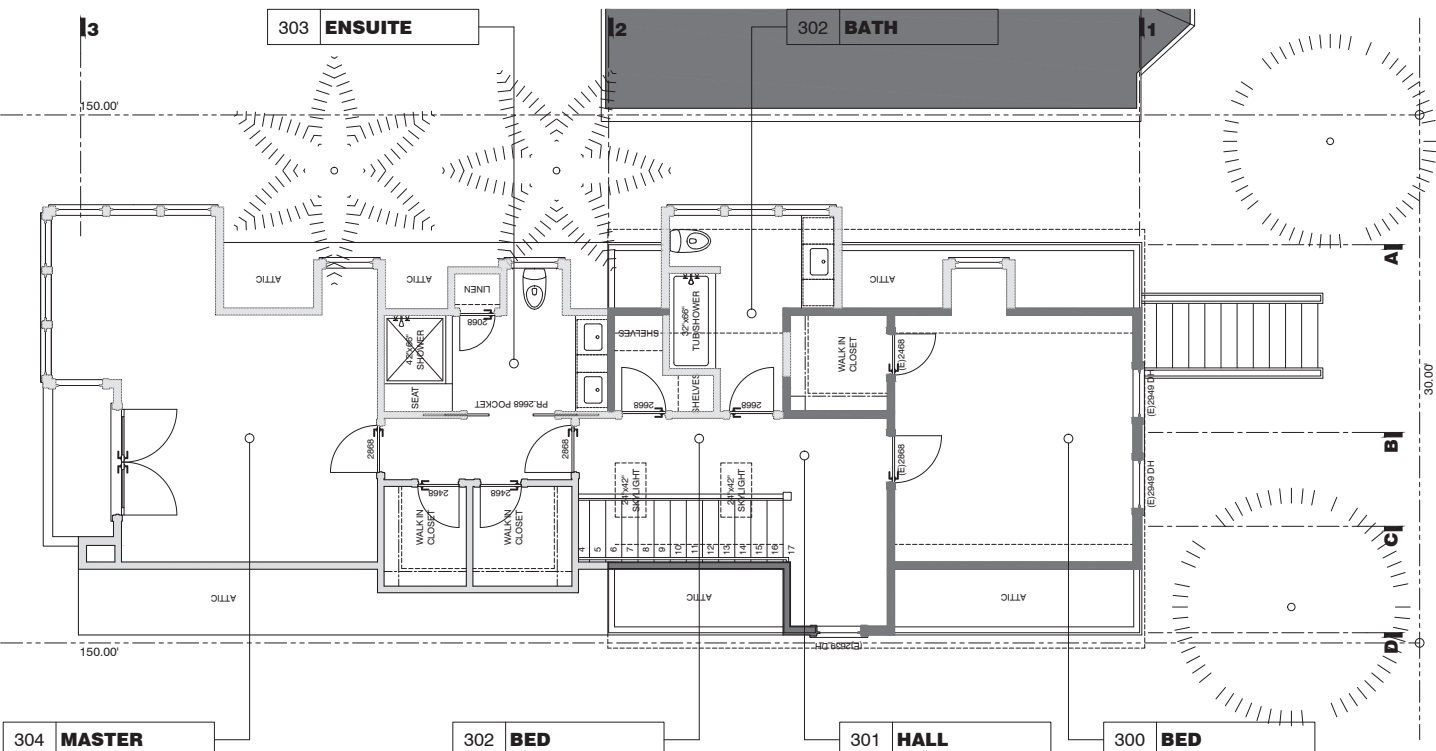 303 ENSUITE
302 BATH
3
2
1
150.00'
ATTIC
ATTIC
LINEN
2068
42"x66"
SHOWER
SEAT
PR.2668 POCKET
SHELVES
32"x66"
TUB/SHOWER
SHELVES
2668
2668
ATTIC
WALK IN
CLOSET
(E)2468
(E)2949 DH
A
30.00'
2868
2868
(E)2868
(E)2949 DH
B
24"x42"
SKYLIGHT
24"x42"
SKYLIGHT
2468
2468
WALK IN
CLOSET
WALK IN
CLOSET
4 5 6 7 8 9 10 11 12 13 14 15 16 17
C
ATTIC
ATTIC
ATTIC
(E)2639 DH
D
150.00'
304 MASTER
302 BED
301 HALL
300 BED